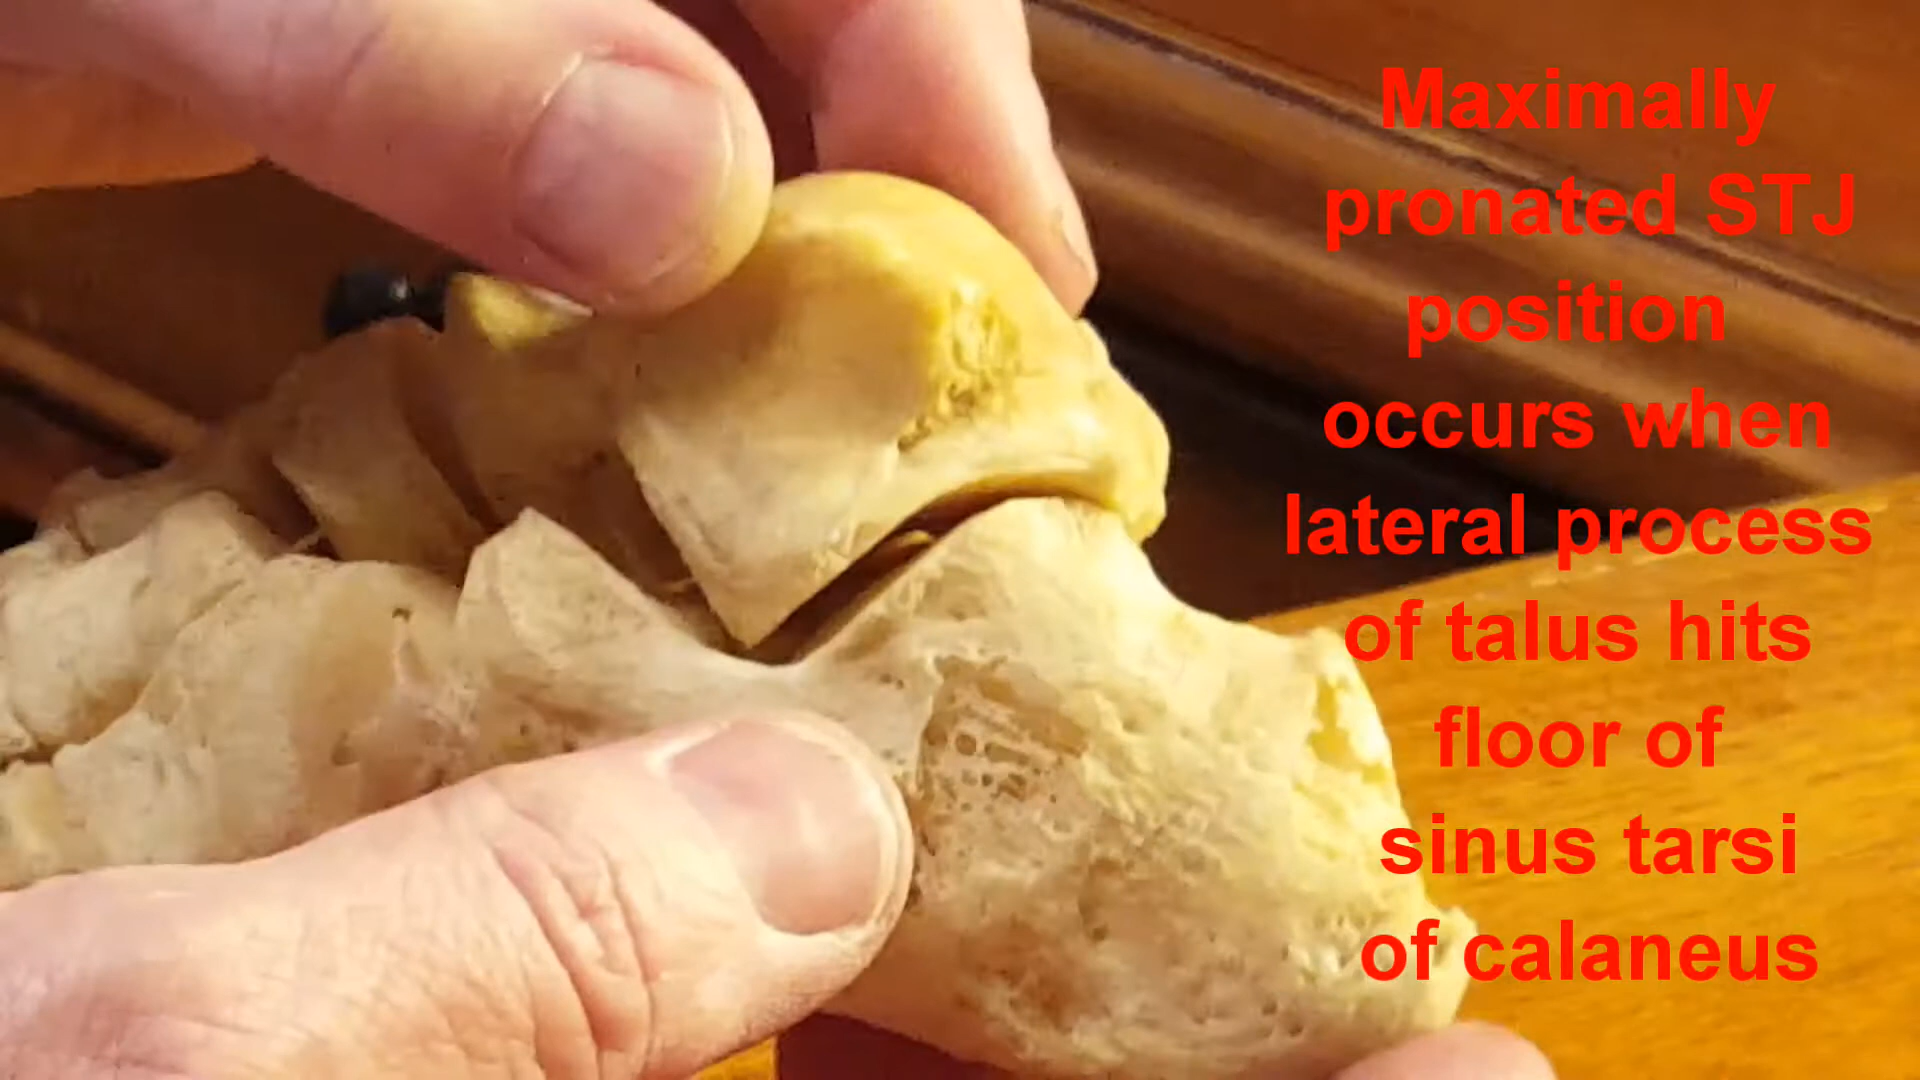 Maximally
pronated STJ
position
occurs when
lateral process
of talus hits
floor of
sinus tarsi
of calaneus